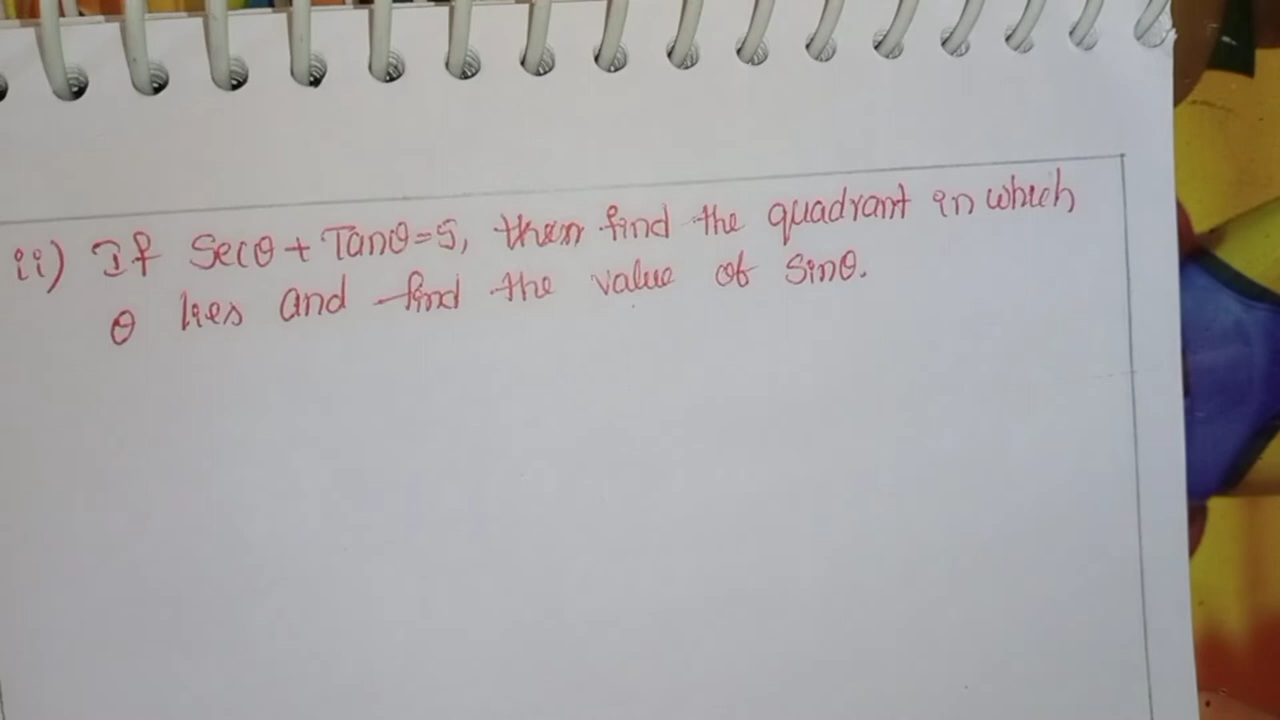 ii) If Secθ + Tanθ=5, then find the quadrant in which
θ lies and find the value of Sinθ.